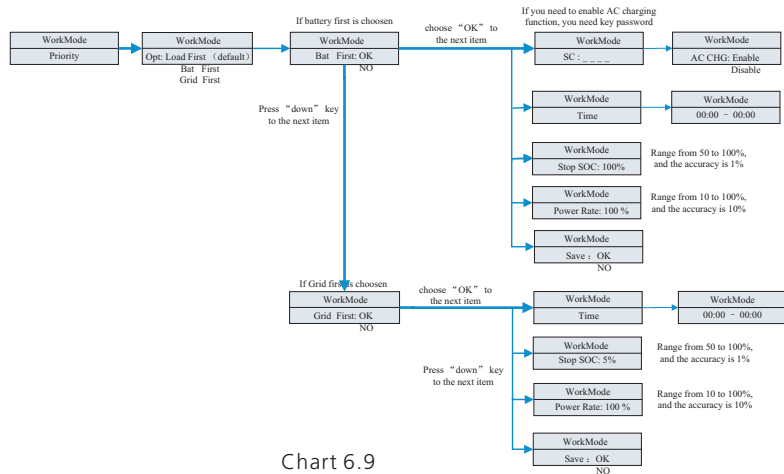 If you need to enable AC charging
function, you need key password
If battery first is choosen
choose “OK” to
the next item
WorkMode
Priority
WorkMode
Opt: Load First (default)
Bat First
Grid First
WorkMode
Bat First: OK
NO
WorkMode
SC : _ _ _ _
WorkMode
AC CHG: Enable
Disable
Press “down” key
to the next item
WorkMode
Time
WorkMode
00:00 - 00:00
WorkMode
Stop SOC: 100%
Range from 50 to 100%,
and the accuracy is 1%
WorkMode
Power Rate: 100 %
Range from 10 to 100%,
and the accuracy is 10%
WorkMode
Save : OK
NO
If Grid first is choosen
choose “OK” to
the next item
WorkMode
Grid First: OK
NO
WorkMode
Time
WorkMode
00:00 - 00:00
Press “down” key
to the next item
WorkMode
Stop SOC: 5%
Range from 50 to 100%,
and the accuracy is 1%
WorkMode
Power Rate: 100 %
Range from 10 to 100%,
and the accuracy is 10%
WorkMode
Save : OK
NO
Chart 6.9